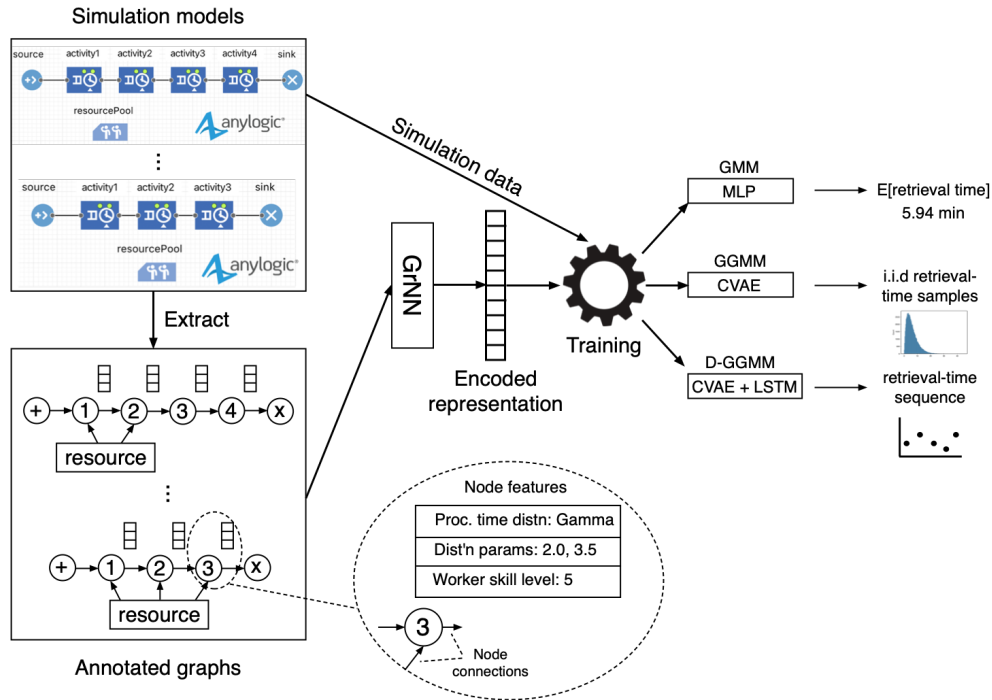 Simulation models
source activity1 activity2 activity3 activity4 sink
resourcePool
anylogic®
source activity1 activity2 activity3 sink
resourcePool
anylogic®
Extract
+ 1 2 3 4 x
resource
+ 1 2 3 x
resource
Annotated graphs
Simulation data
GrNN
Encoded
representation
Training
GMM
MLP
E[retrieval time]
5.94 min
GGMM
CVAE
i.i.d retrieval-
time samples
D-GGMM
CVAE + LSTM
retrieval-time
sequence
Node features
Proc. time distn: Gamma
Dist'n params: 2.0, 3.5
Worker skill level: 5
3
Node
connections